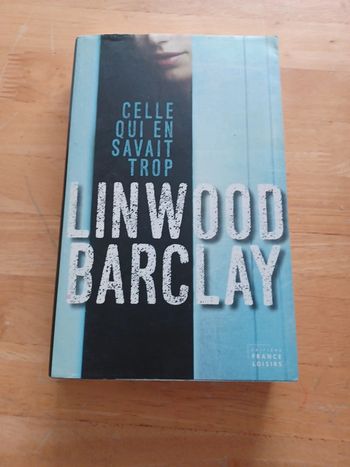 CELLE
QUI EN
SAVAIT
TROP
LINWOOD
BARCLAY
ÉDITIONS
FRANCE
LOISIRS